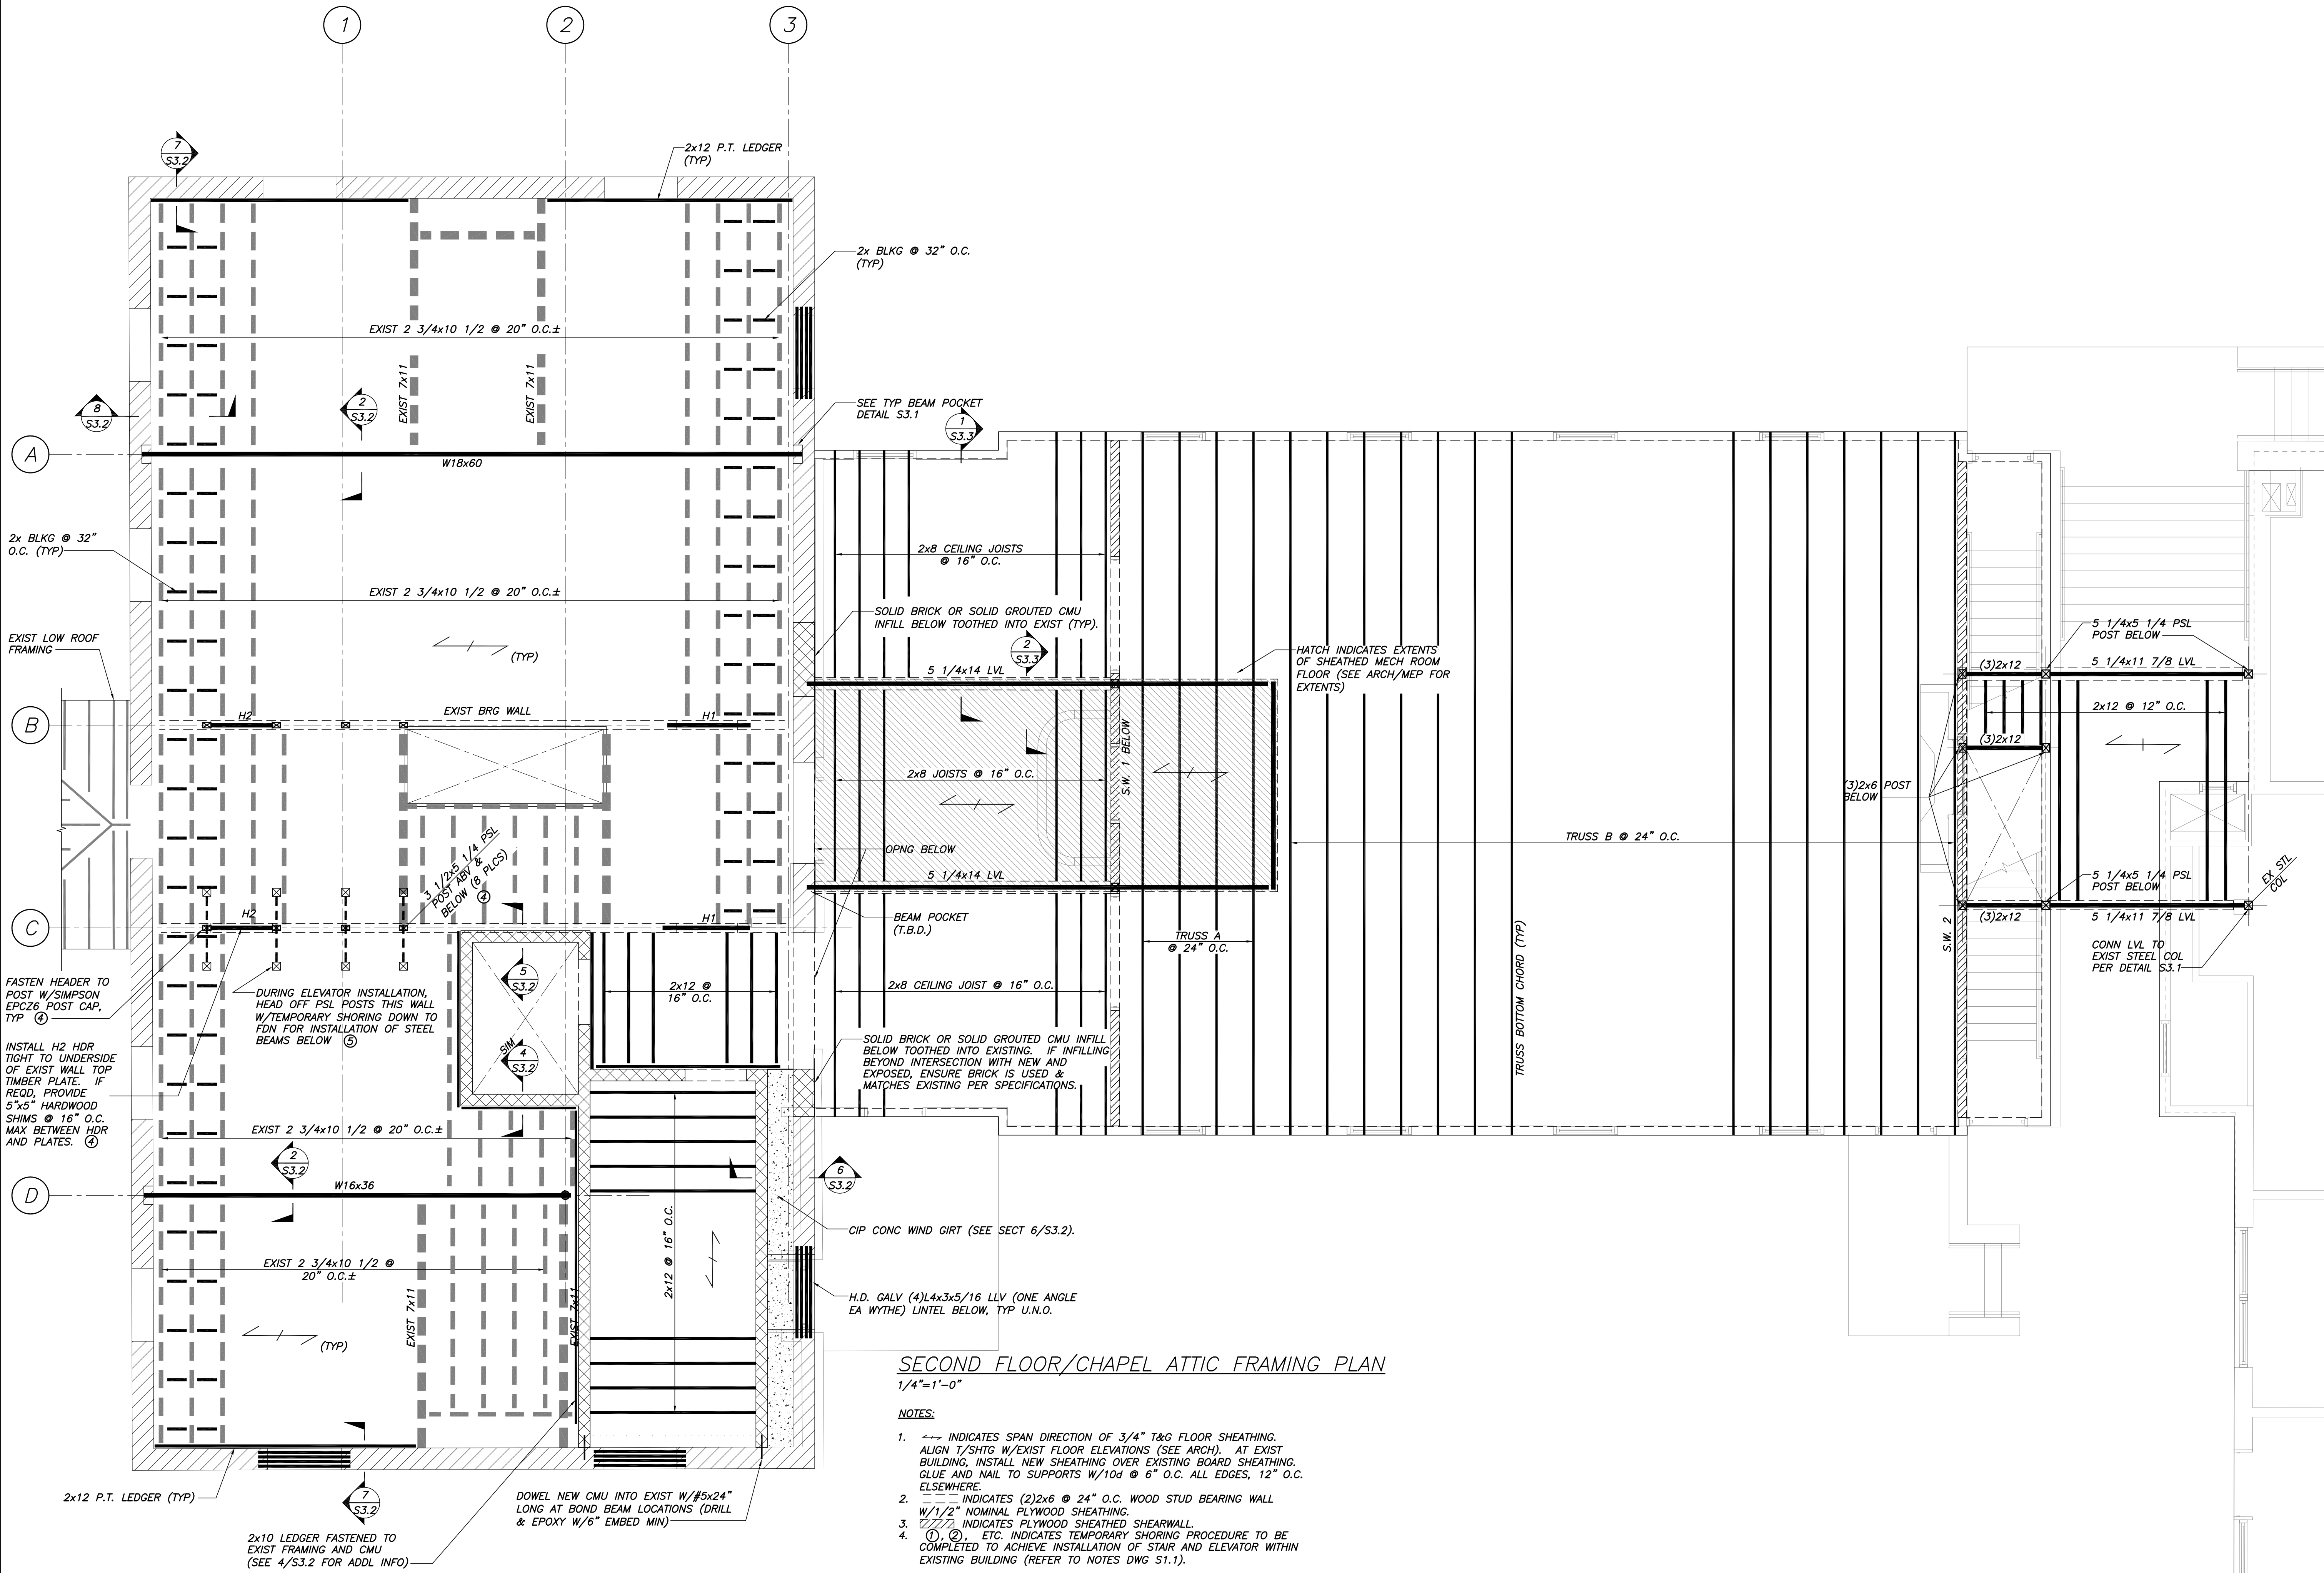 1
2
3
7
S3.2
2x12 P.T. LEDGER
(TYP)
2x BLKG @ 32" O.C.
(TYP)
EXIST 2 3/4x10 1/2 @ 20" O.C.±
EXIST 7x11
EXIST 7x11
8
S3.2
2
S3.2
SEE TYP BEAM POCKET
DETAIL S3.1
1
S3.3
A
W18x60
2x BLKG @ 32"
O.C. (TYP)
2x8 CEILING JOISTS
@ 16" O.C.
EXIST 2 3/4x10 1/2 @ 20" O.C.±
SOLID BRICK OR SOLID GROUTED CMU
INFILL BELOW TOOTHED INTO EXIST (TYP).
EXIST LOW ROOF
FRAMING
(TYP)
2
S3.3
HATCH INDICATES EXTENTS
OF SHEATHED MECH ROOM
FLOOR (SEE ARCH/MEP FOR
EXTENTS)
5 1/4x14 LVL
5 1/4x5 1/4 PSL
POST BELOW
(3)2x12
5 1/4x11 7/8 LVL
B
H2
EXIST BRG WALL
H1
S.W. 1 BELOW
2x12 @ 12" O.C.
(3)2x12
2x8 JOISTS @ 16" O.C.
(3)2x6 POST
BELOW
TRUSS B @ 24" O.C.
3 1/2x5 1/4 PSL
POST ABV &
BELOW (8 PLCS)
4
OPNG BELOW
5 1/4x14 LVL
5 1/4x5 1/4 PSL
POST BELOW
EX STL
COL
C
H2
H1
BEAM POCKET
(T.B.D.)
(3)2x12
5 1/4x11 7/8 LVL
TRUSS A
@ 24" O.C.
TRUSS BOTTOM CHORD (TYP)
S.W. 2
CONN LVL TO
EXIST STEEL COL
PER DETAIL S3.1
FASTEN HEADER TO
POST W/SIMPSON
EPCZ6 POST CAP,
TYP 4
DURING ELEVATOR INSTALLATION,
HEAD OFF PSL POSTS THIS WALL
W/TEMPORARY SHORING DOWN TO
FDN FOR INSTALLATION OF STEEL
BEAMS BELOW 5
5
S3.2
2x12 @
16" O.C.
2x8 CEILING JOIST @ 16" O.C.
INSTALL H2 HDR
TIGHT TO UNDERSIDE
OF EXIST WALL TOP
TIMBER PLATE. IF
REQD, PROVIDE
5"x5" HARDWOOD
SHIMS @ 16" O.C.
MAX BETWEEN HDR
AND PLATES. 4
SIM
4
S3.2
SOLID BRICK OR SOLID GROUTED CMU INFILL
BELOW TOOTHED INTO EXISTING. IF INFILLING
BEYOND INTERSECTION WITH NEW AND
EXPOSED, ENSURE BRICK IS USED &
MATCHES EXISTING PER SPECIFICATIONS.
EXIST 2 3/4x10 1/2 @ 20" O.C.±
2
S3.2
6
S3.2
D
W16x36
2x12 @ 16" O.C.
CIP CONC WIND GIRT (SEE SECT 6/S3.2).
EXIST 2 3/4x10 1/2 @
20" O.C.±
EXIST 7x11
EXIST 7x11
(TYP)
H.D. GALV (4)L4x3x5/16 LLV (ONE ANGLE
EA WYTHE) LINTEL BELOW, TYP U.N.O.
2x12 P.T. LEDGER (TYP)
7
S3.2
2x10 LEDGER FASTENED TO
EXIST FRAMING AND CMU
(SEE 4/S3.2 FOR ADDL INFO)
DOWEL NEW CMU INTO EXIST W/#5x24"
LONG AT BOND BEAM LOCATIONS (DRILL
& EPOXY W/6" EMBED MIN)
SECOND FLOOR/CHAPEL ATTIC FRAMING PLAN
1/4"=1'-0"
NOTES:
1. INDICATES SPAN DIRECTION OF 3/4" T&G FLOOR SHEATHING.
ALIGN T/SHTG W/EXIST FLOOR ELEVATIONS (SEE ARCH). AT EXIST
BUILDING, INSTALL NEW SHEATHING OVER EXISTING BOARD SHEATHING.
GLUE AND NAIL TO SUPPORTS W/10d @ 6" O.C. ALL EDGES, 12" O.C.
ELSEWHERE.
2. INDICATES (2)2x6 @ 24" O.C. WOOD STUD BEARING WALL
W/1/2" NOMINAL PLYWOOD SHEATHING.
3. INDICATES PLYWOOD SHEATHED SHEARWALL.
4. 1, 2, ETC. INDICATES TEMPORARY SHORING PROCEDURE TO BE
COMPLETED TO ACHIEVE INSTALLATION OF STAIR AND ELEVATOR WITHIN
EXISTING BUILDING (REFER TO NOTES DWG S1.1).